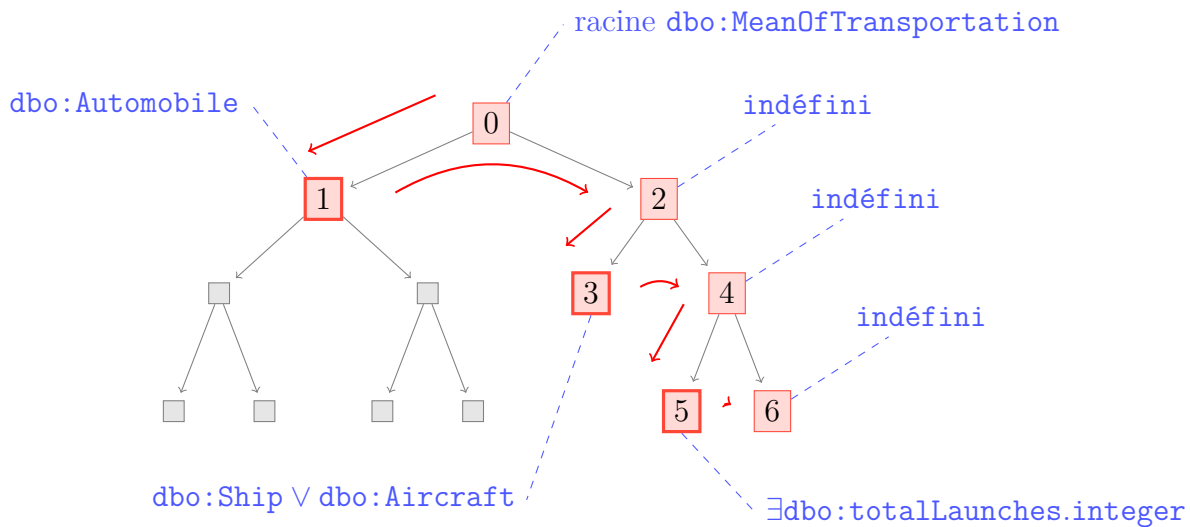 racine dbo:MeanOfTransportation
dbo:Automobile
0
indéfini
1
2
indéfini
3
4
indéfini
5
6
dbo:Ship ∨ dbo:Aircraft
∃dbo:totalLaunches.integer